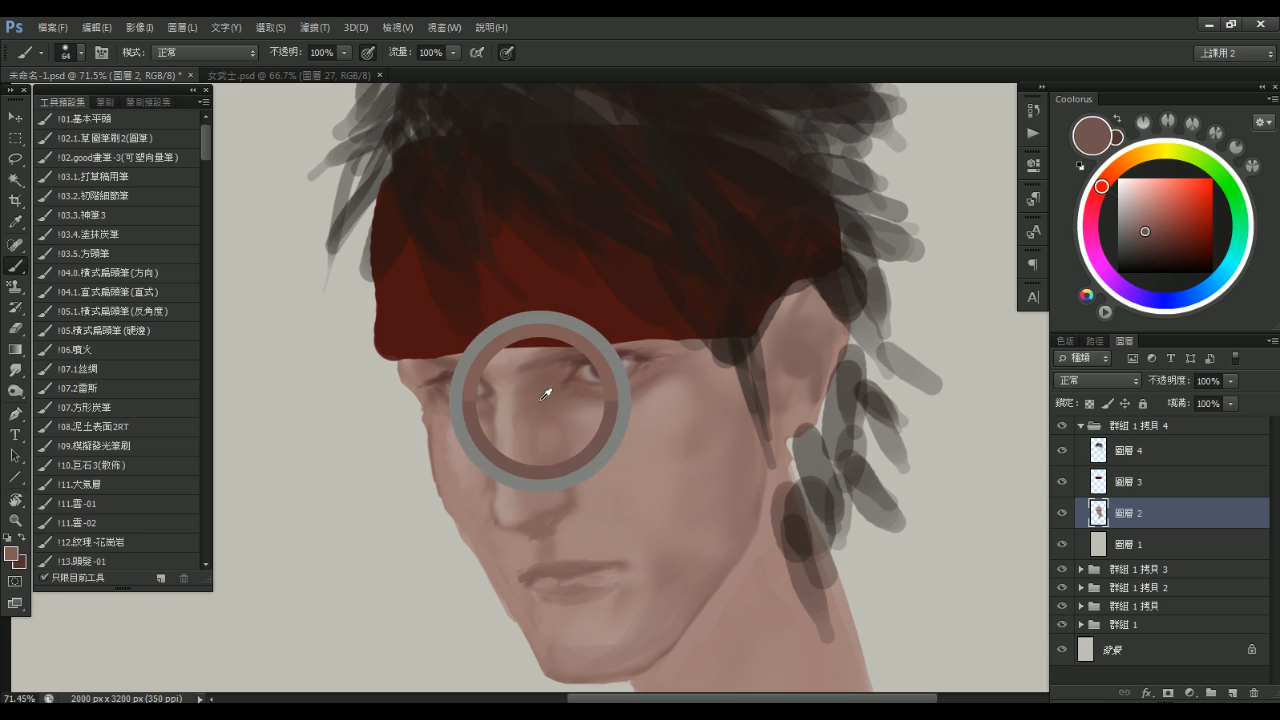 Ps 檔案(F) 編輯(E) 影像(I) 圖層(L) 文字(Y) 選取(S) 濾鏡(T) 3D(D) 檢視(V) 視窗(W) 說明(H)
64 模式: 正常 不透明: 100% 流量: 100% 上課用 2
未命名-1.psd @ 71.5% (圖層 2, RGB/8) * × 女武士.psd @ 66.7% (圖層 27, RGB/8) ×
工具預設集 筆刷 筆刷預設集
!01.基本平頭
!02.1.草圖筆刷2(圓筆)
!02.good畫筆-3(可塑向量筆)
!03.1.打草稿用筆
!03.2.初階細節筆
!03.3.神筆3
!03.4.塗抹炭筆
!03.5.方頭筆
!04.0.橫式扁頭筆(方向)
!04.1.直式扁頭筆(直式)
!05.1.橫式扁頭筆(反角度)
!05.橫式扁頭筆(硬邊)
!06.噴火
!07.1絲綢
!07.2雷斯
!07.方形炭筆
!08.泥土表面2RT
!09.模擬發光筆刷
!10.巨石3(散佈)
!11.大氣層
!11.雲-01
!11.雲-02
!12.紋理-花崗岩
!13.頭髮-01
只限目前工具
Coolorus
色版 路徑 圖層
種類
正常 不透明度: 100%
鎖定: 填滿: 100%
群組 1 拷貝 4
圖層 4
圖層 3
圖層 2
圖層 1
群組 1 拷貝 3
群組 1 拷貝 2
群組 1 拷貝
群組 1
背景
71.45% 2000 px x 3200 px (350 ppi)